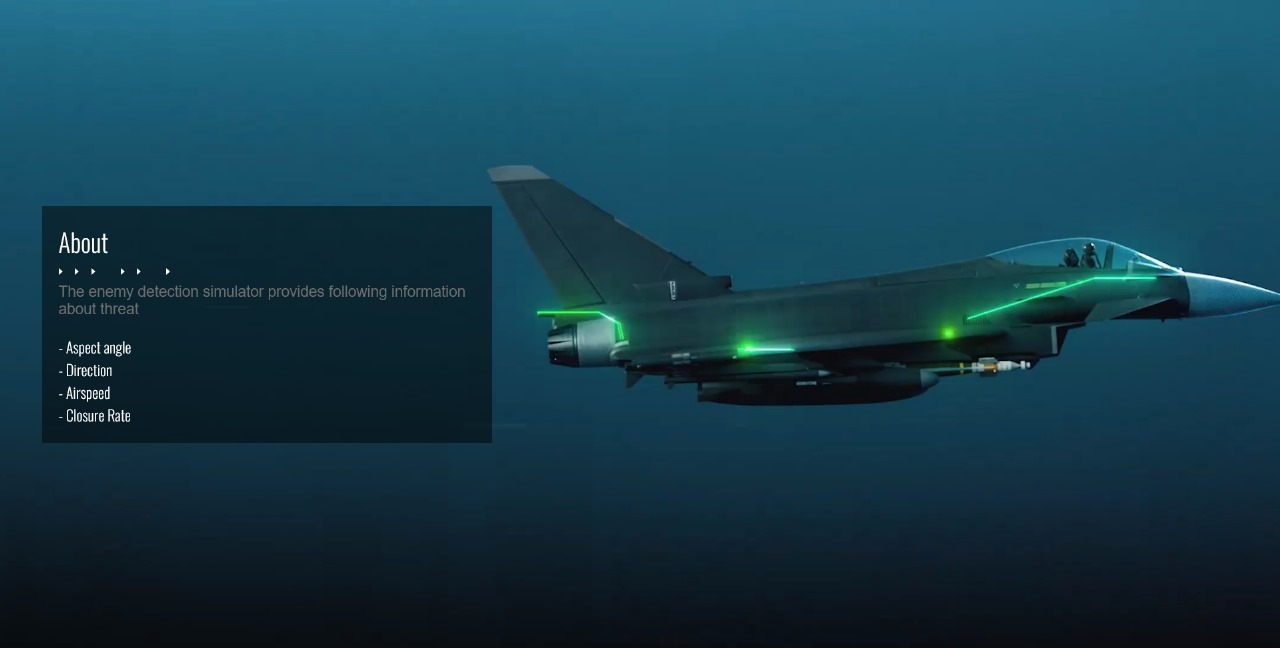 About
The enemy detection simulator provides following information
about threat
- Aspect angle
- Direction
- Airspeed
- Closure Rate